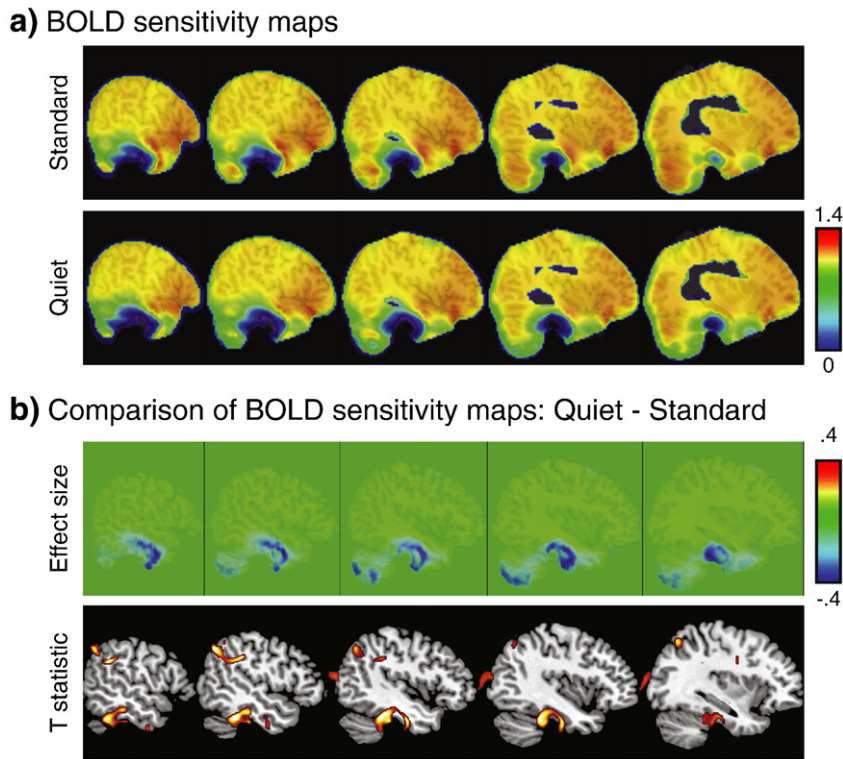 a) BOLD sensitivity maps
Standard
Quiet
1.4
0
b) Comparison of BOLD sensitivity maps: Quiet - Standard
Effect size
.4
-.4
T statistic